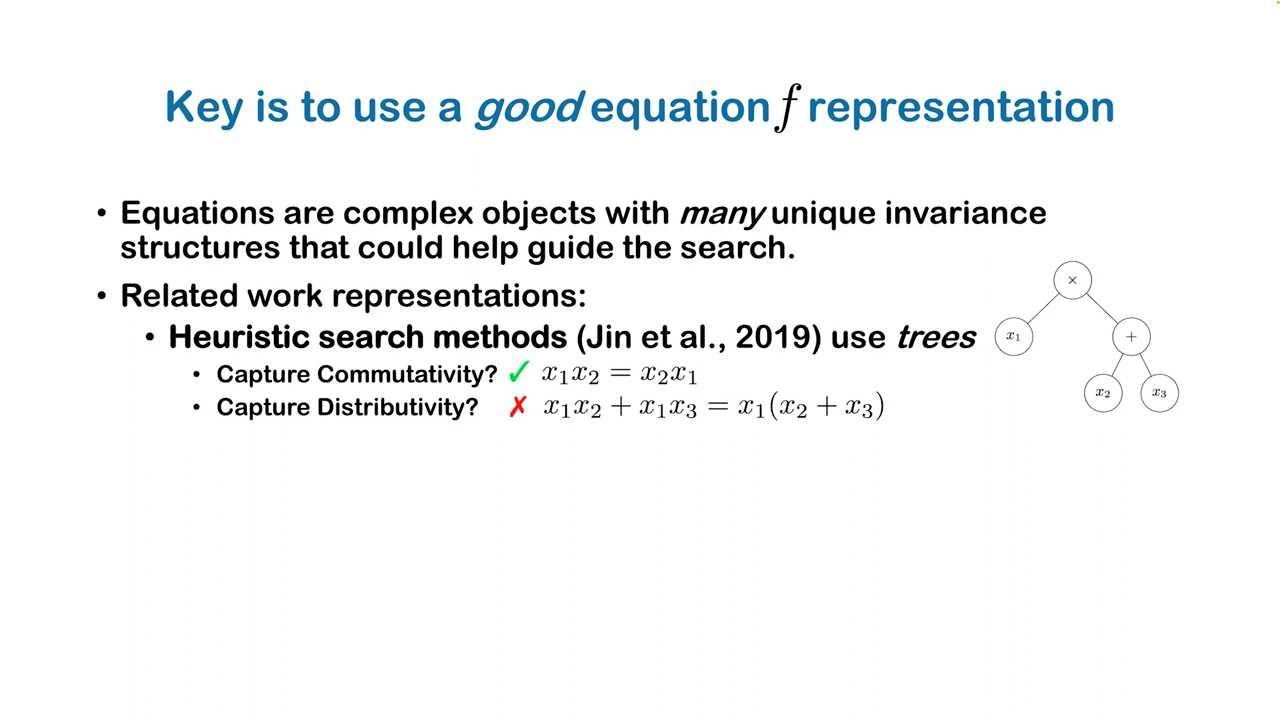 Key is to use a good equation f representation
• Equations are complex objects with many unique invariance
structures that could help guide the search.
• Related work representations:
• Heuristic search methods (Jin et al., 2019) use trees
• Capture Commutativity? ✓ x₁x₂ = x₂x₁
• Capture Distributivity? ✗ x₁x₂ + x₁x₃ = x₁(x₂ + x₃)
×
x₁
+
x₂
x₃